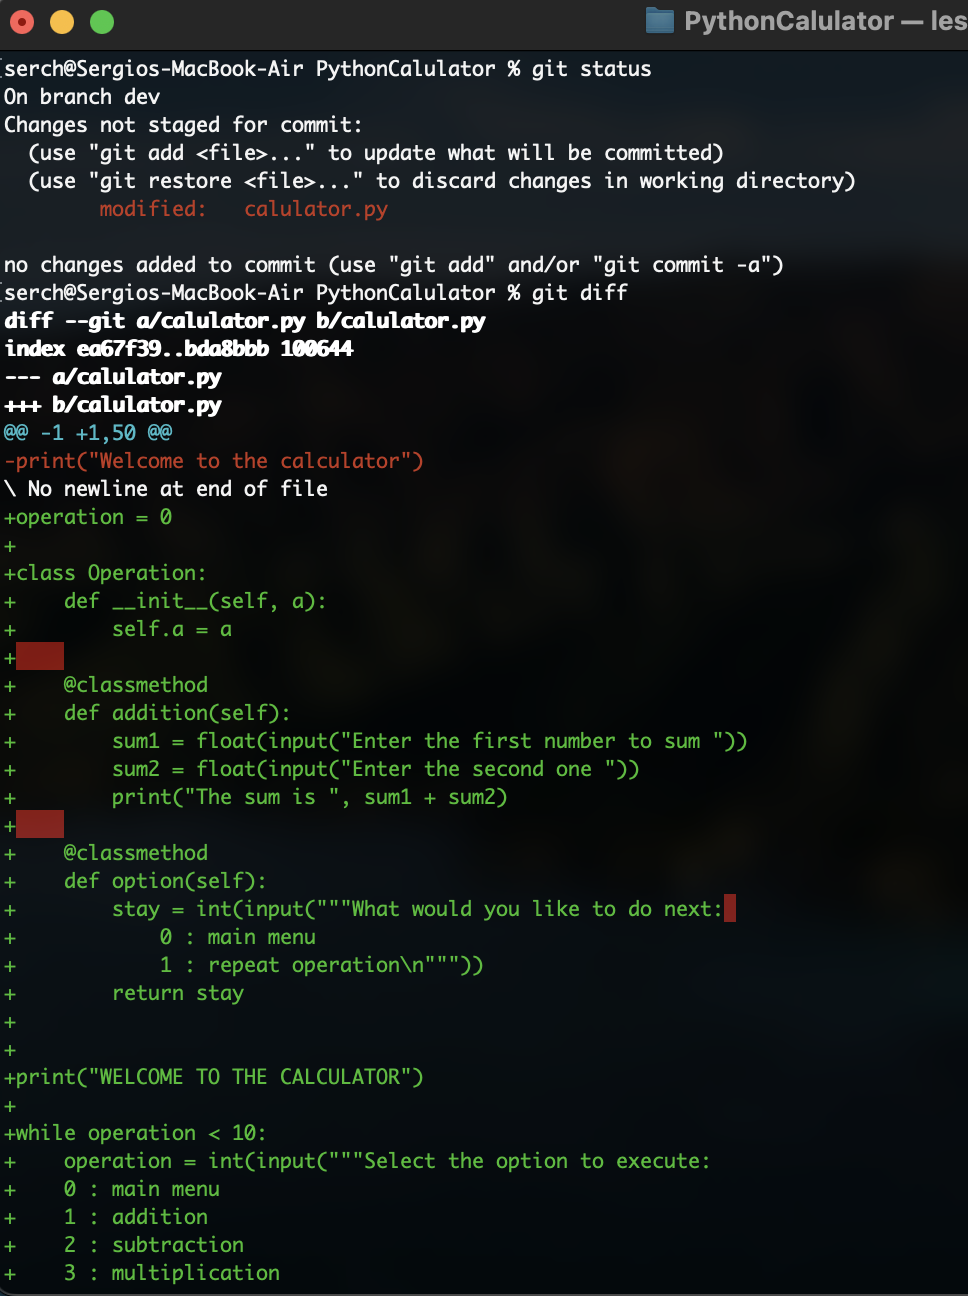 PythonCalulator — les
serch@Sergios-MacBook-Air PythonCalulator % git status
On branch dev
Changes not staged for commit:
  (use "git add <file>..." to update what will be committed)
  (use "git restore <file>..." to discard changes in working directory)
        modified:   calulator.py

no changes added to commit (use "git add" and/or "git commit -a")
serch@Sergios-MacBook-Air PythonCalulator % git diff
diff --git a/calulator.py b/calulator.py
index ea67f39..bda8bbb 100644
--- a/calulator.py
+++ b/calulator.py
@@ -1 +1,50 @@
-print("Welcome to the calculator")
\ No newline at end of file
+operation = 0
+
+class Operation:
+    def __init__(self, a):
+        self.a = a
+
+    @classmethod
+    def addition(self):
+        sum1 = float(input("Enter the first number to sum "))
+        sum2 = float(input("Enter the second one "))
+        print("The sum is ", sum1 + sum2)
+
+    @classmethod
+    def option(self):
+        stay = int(input("""What would you like to do next:
+            0 : main menu
+            1 : repeat operation\n"""))
+        return stay
+
+
+print("WELCOME TO THE CALCULATOR")
+
+while operation < 10:
+    operation = int(input("""Select the option to execute:
+    0 : main menu
+    1 : addition
+    2 : subtraction
+    3 : multiplication